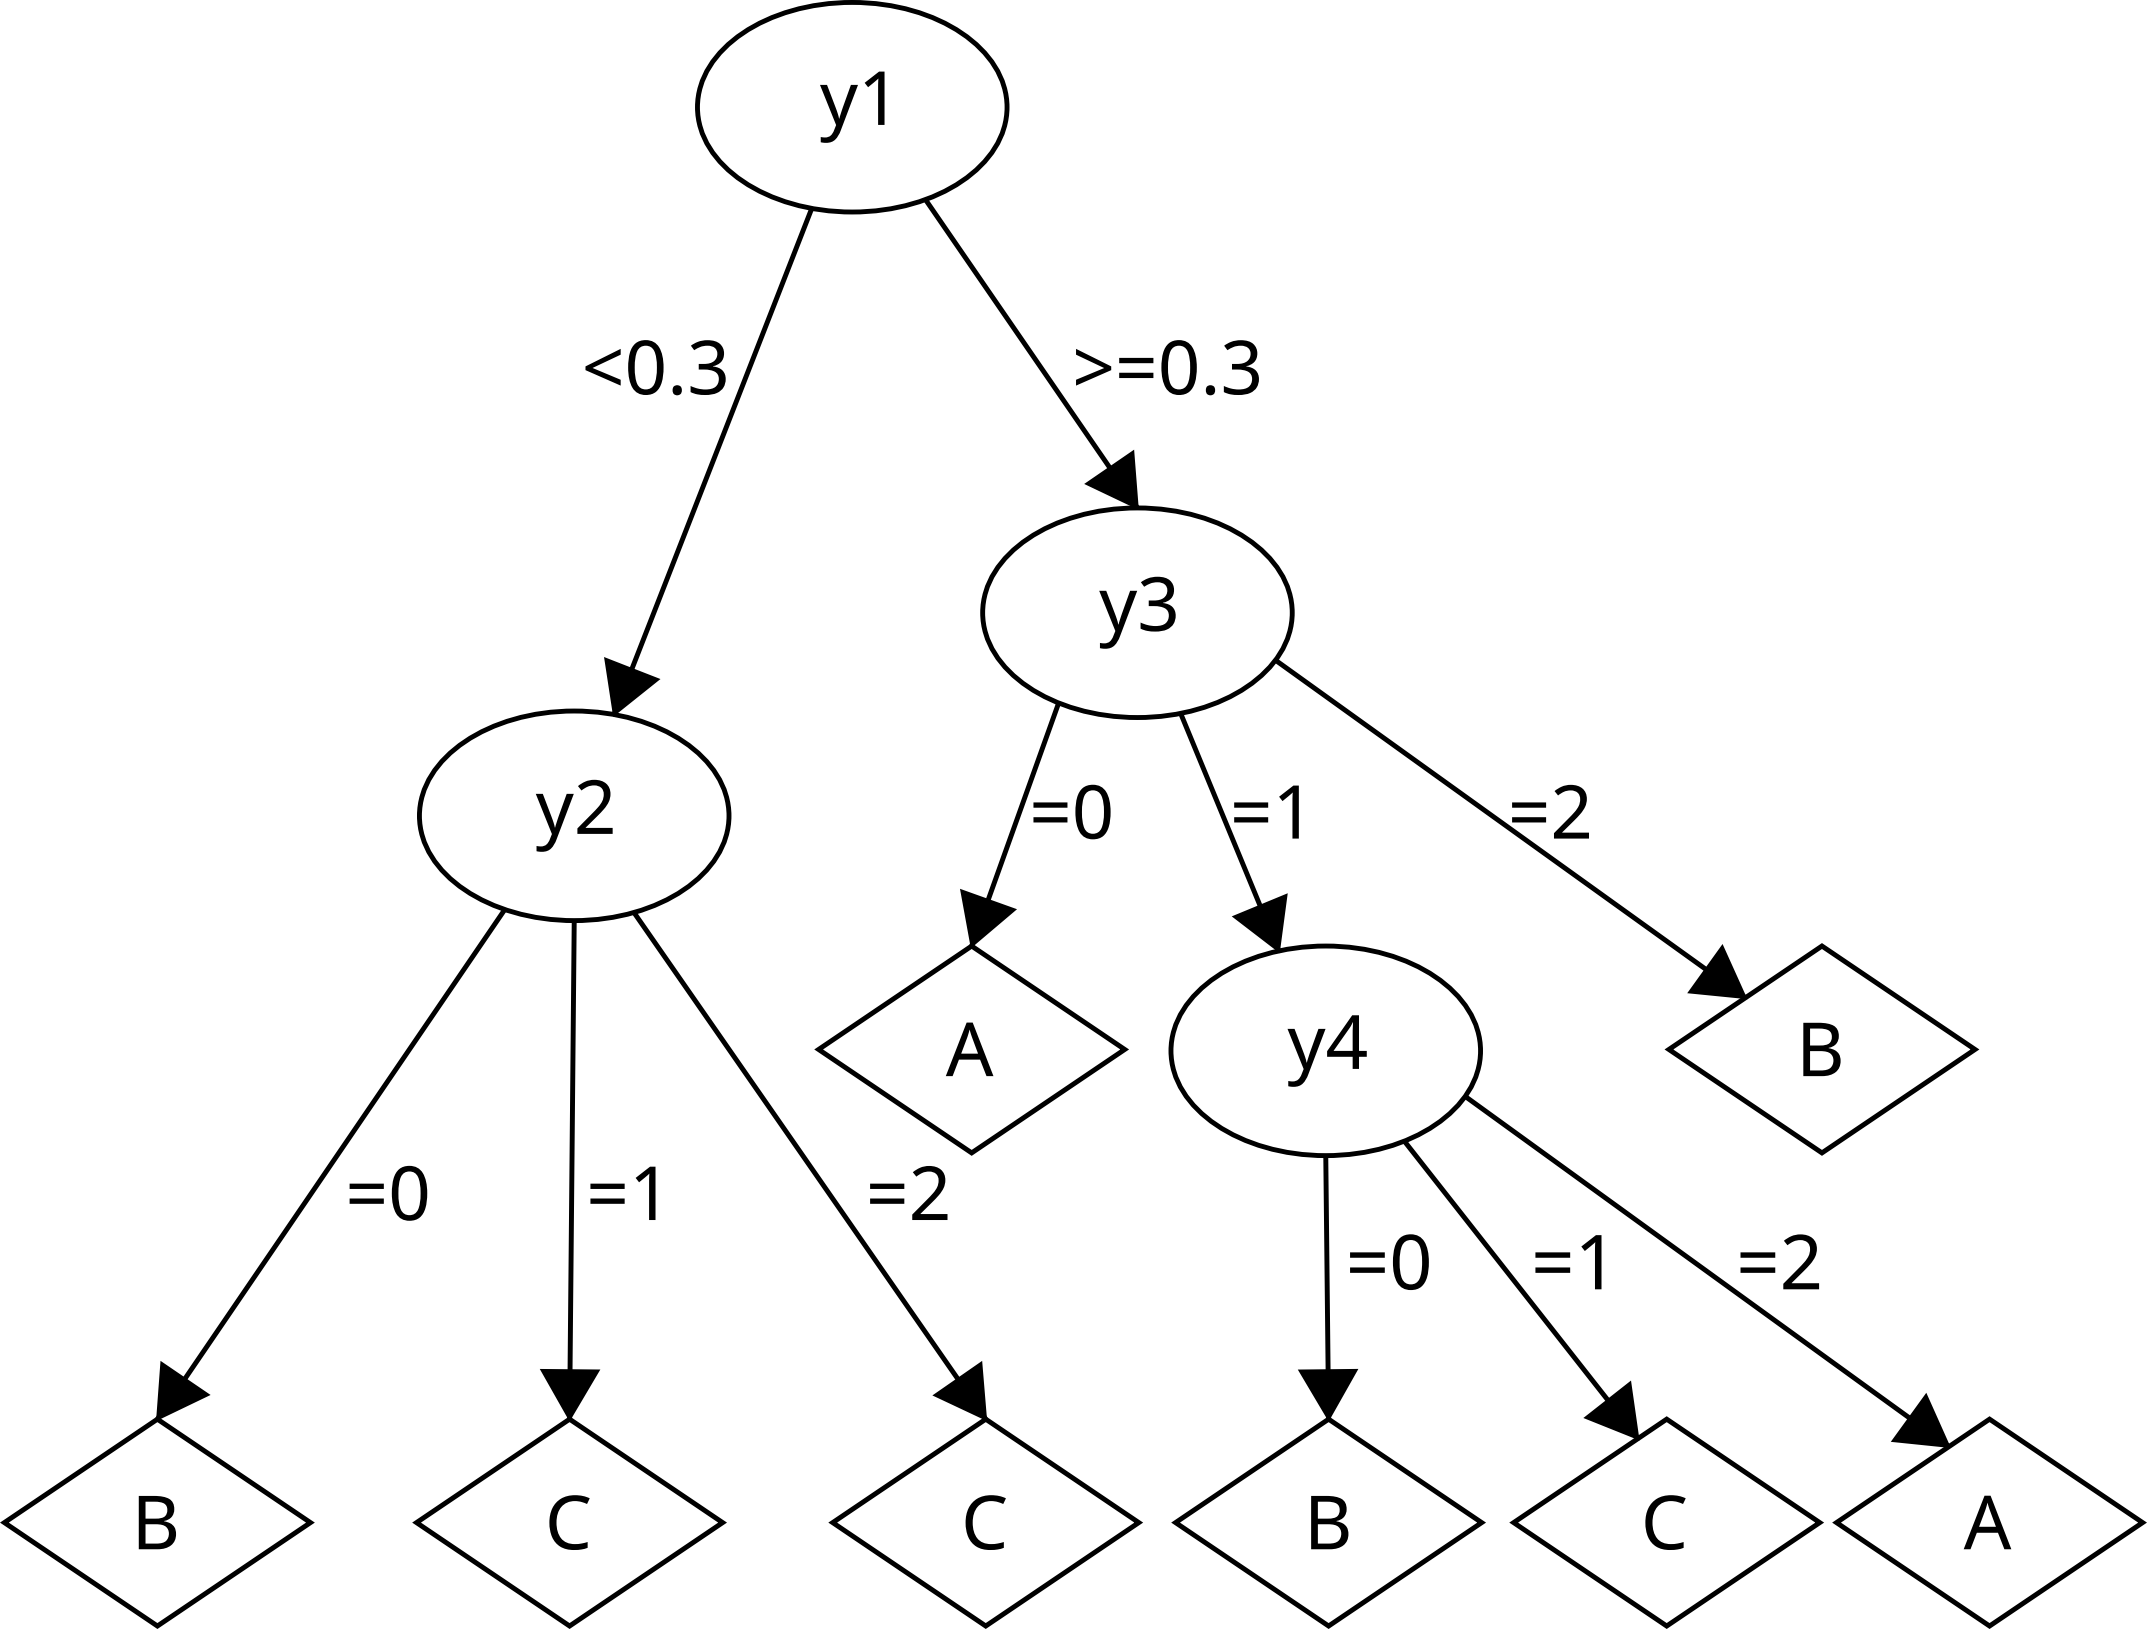 y1
<0.3
>=0.3
y3
y2
=0
=1
=2
A
y4
B
=0
=1
=2
=0
=1
=2
B
C
C
B
C
A